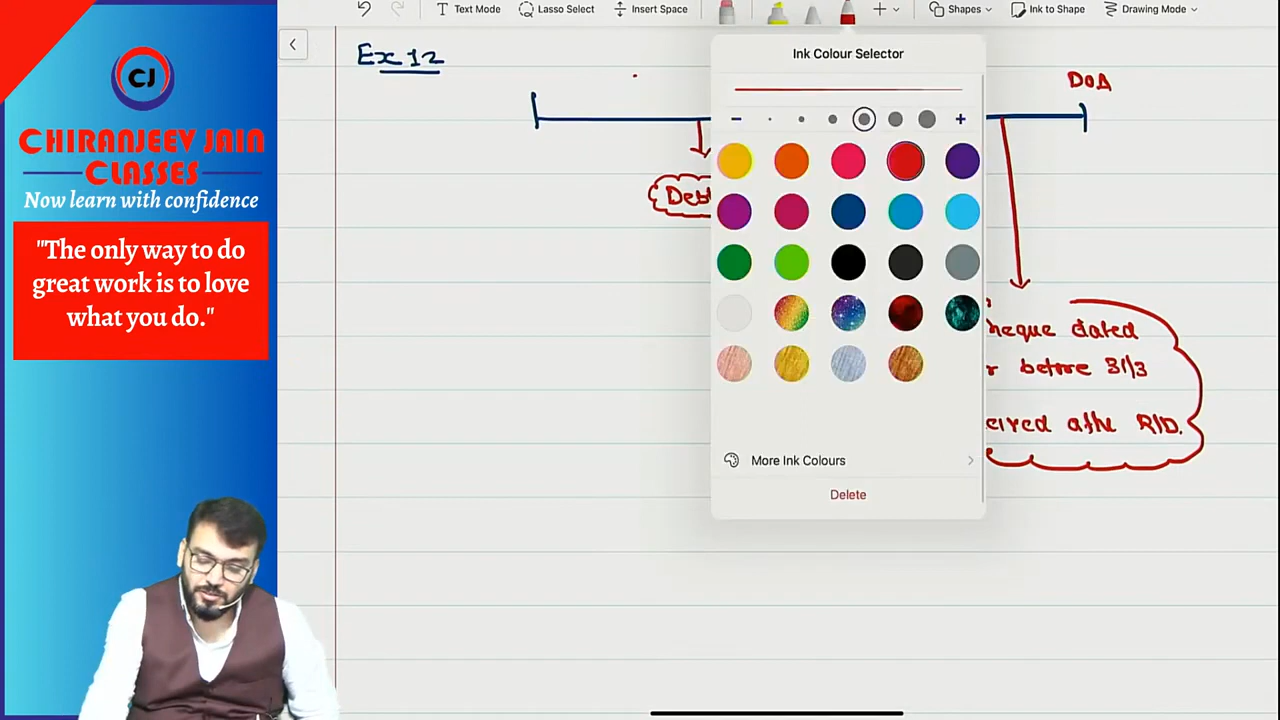 Text Mode
Lasso Select
Insert Space
Shapes
Ink to Shape
Drawing Mode
Ex 12
DOA
CJ
CHIRANJEEV JAIN
CLASSES
Now learn with confidence
"The only way to do
great work is to love
what you do."
Ink Colour Selector
More Ink Colours
Delete
Deb
heque dated
r before 31/3
eived afte R/D.